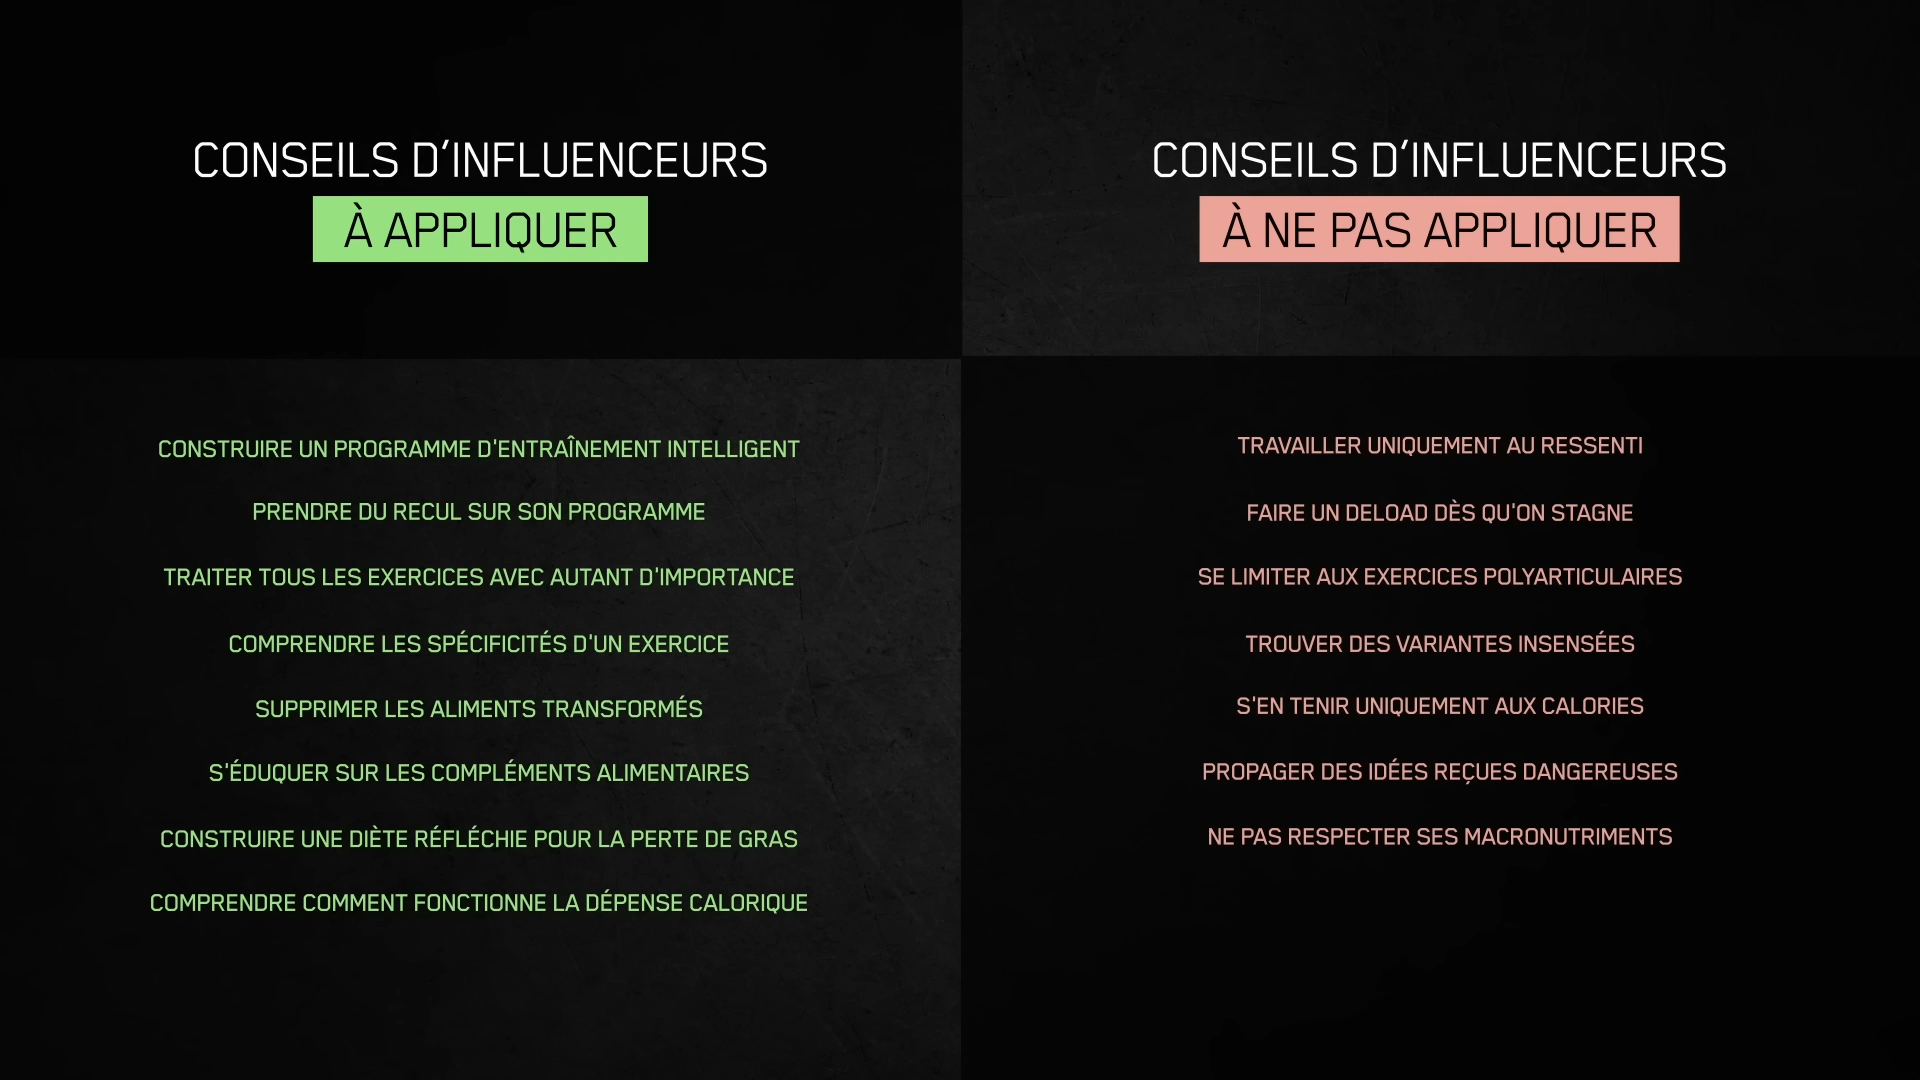 CONSEILS D'INFLUENCEURS
À APPLIQUER
CONSTRUIRE UN PROGRAMME D'ENTRAÎNEMENT INTELLIGENT
PRENDRE DU RECUL SUR SON PROGRAMME
TRAITER TOUS LES EXERCICES AVEC AUTANT D'IMPORTANCE
COMPRENDRE LES SPÉCIFICITÉS D'UN EXERCICE
SUPPRIMER LES ALIMENTS TRANSFORMÉS
S'ÉDUQUER SUR LES COMPLÉMENTS ALIMENTAIRES
CONSTRUIRE UNE DIÈTE RÉFLÉCHIE POUR LA PERTE DE GRAS
COMPRENDRE COMMENT FONCTIONNE LA DÉPENSE CALORIQUE
CONSEILS D'INFLUENCEURS
À NE PAS APPLIQUER
TRAVAILLER UNIQUEMENT AU RESSENTI
FAIRE UN DELOAD DÈS QU'ON STAGNE
SE LIMITER AUX EXERCICES POLYARTICULAIRES
TROUVER DES VARIANTES INSENSÉES
S'EN TENIR UNIQUEMENT AUX CALORIES
PROPAGER DES IDÉES REÇUES DANGEREUSES
NE PAS RESPECTER SES MACRONUTRIMENTS